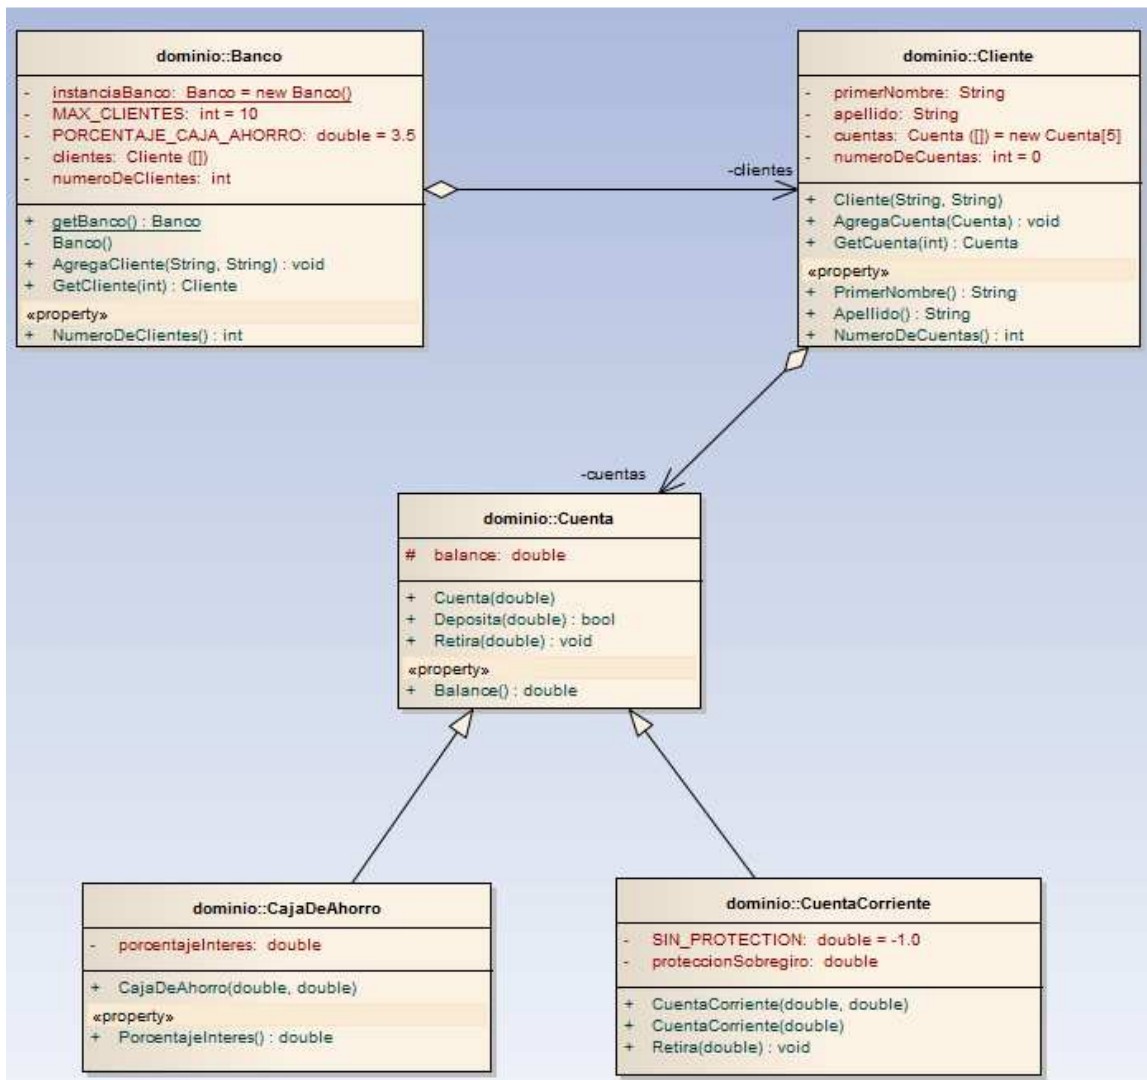 dominio::Banco
- instanciaBanco: Banco = new Banco()
- MAX_CLIENTES: int = 10
- PORCENTAJE_CAJA_AHORRO: double = 3.5
- clientes: Cliente ([])
- numeroDeClientes: int
+ getBanco() : Banco
- Banco()
+ AgregaCliente(String, String) : void
+ GetCliente(int) : Cliente
«property»
+ NumeroDeClientes() : int
-clientes
dominio::Cliente
- primerNombre: String
- apellido: String
- cuentas: Cuenta ([]) = new Cuenta[5]
- numeroDeCuentas: int = 0
+ Cliente(String, String)
+ AgregaCuenta(Cuenta) : void
+ GetCuenta(int) : Cuenta
«property»
+ PrimerNombre() : String
+ Apellido() : String
+ NumeroDeCuentas() : int
-cuentas
dominio::Cuenta
# balance: double
+ Cuenta(double)
+ Deposita(double) : bool
+ Retira(double) : void
«property»
+ Balance() : double
dominio::CajaDeAhorro
- porcentajeInteres: double
+ CajaDeAhorro(double, double)
«property»
+ PorcentajeInteres() : double
dominio::CuentaCorriente
- SIN_PROTECTION: double = -1.0
- proteccionSobregiro: double
+ CuentaCorriente(double, double)
+ CuentaCorriente(double)
+ Retira(double) : void